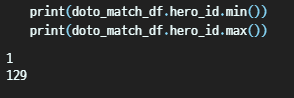 print(doto_match_df.hero_id.min())
print(doto_match_df.hero_id.max())
1
129